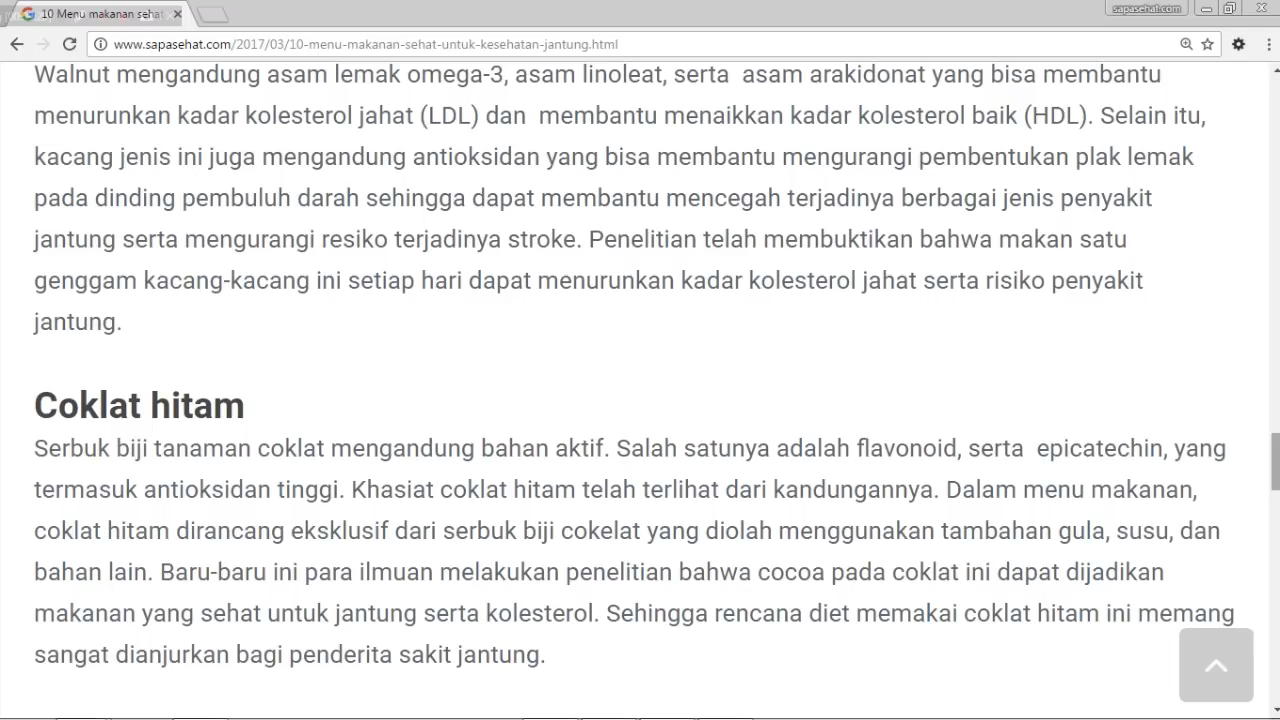 10 Menu makanan sehat
sapasehat.com
www.sapasehat.com/2017/03/10-menu-makanan-sehat-untuk-kesehatan-jantung.html
Walnut mengandung asam lemak omega-3, asam linoleat, serta  asam arakidonat yang bisa membantu
menurunkan kadar kolesterol jahat (LDL) dan  membantu menaikkan kadar kolesterol baik (HDL). Selain itu,
kacang jenis ini juga mengandung antioksidan yang bisa membantu mengurangi pembentukan plak lemak
pada dinding pembuluh darah sehingga dapat membantu mencegah terjadinya berbagai jenis penyakit
jantung serta mengurangi resiko terjadinya stroke. Penelitian telah membuktikan bahwa makan satu
genggam kacang-kacang ini setiap hari dapat menurunkan kadar kolesterol jahat serta risiko penyakit
jantung.
Coklat hitam
Serbuk biji tanaman coklat mengandung bahan aktif. Salah satunya adalah flavonoid, serta  epicatechin, yang
termasuk antioksidan tinggi. Khasiat coklat hitam telah terlihat dari kandungannya. Dalam menu makanan,
coklat hitam dirancang eksklusif dari serbuk biji cokelat yang diolah menggunakan tambahan gula, susu, dan
bahan lain. Baru-baru ini para ilmuan melakukan penelitian bahwa cocoa pada coklat ini dapat dijadikan
makanan yang sehat untuk jantung serta kolesterol. Sehingga rencana diet memakai coklat hitam ini memang
sangat dianjurkan bagi penderita sakit jantung.